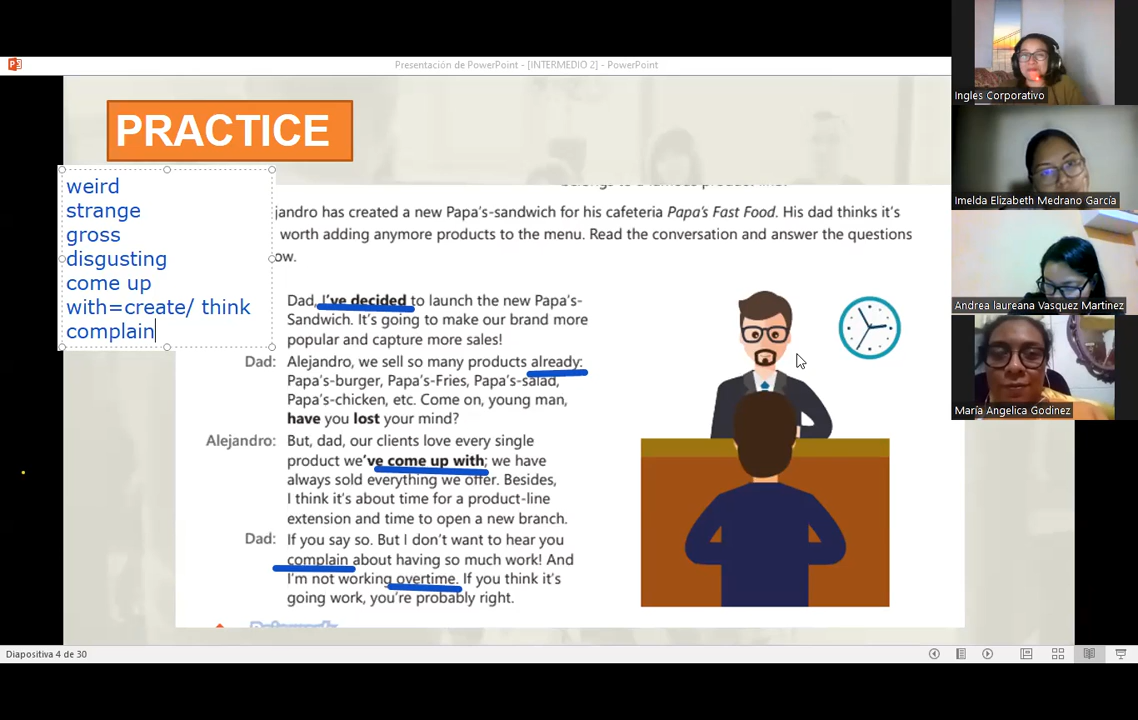 Presentación de PowerPoint - [INTERMEDIO 2] - PowerPoint
PRACTICE
weird
strange
gross
disgusting
come up
with=create/ think
complain
jandro has created a new Papa's-sandwich for his cafeteria Papa's Fast Food. His dad thinks it's
worth adding anymore products to the menu. Read the conversation and answer the questions
ow.
Dad, I've decided to launch the new Papa's-
Sandwich. It's going to make our brand more
popular and capture more sales!
Dad: Alejandro, we sell so many products already:
Papa's-burger, Papa's-Fries, Papa's-salad,
Papa's-chicken, etc. Come on, young man,
have you lost your mind?
Alejandro: But, dad, our clients love every single
product we've come up with; we have
always sold everything we offer. Besides,
I think it's about time for a product-line
extension and time to open a new branch.
Dad: If you say so. But I don't want to hear you
complain about having so much work! And
I'm not working overtime. If you think it's
going work, you're probably right.
Diapositiva 4 de 30
Ingles Corporativo
Imelda Elizabeth Medrano García
Andrea laureana Vasquez Martinez
María Angelica Godinez